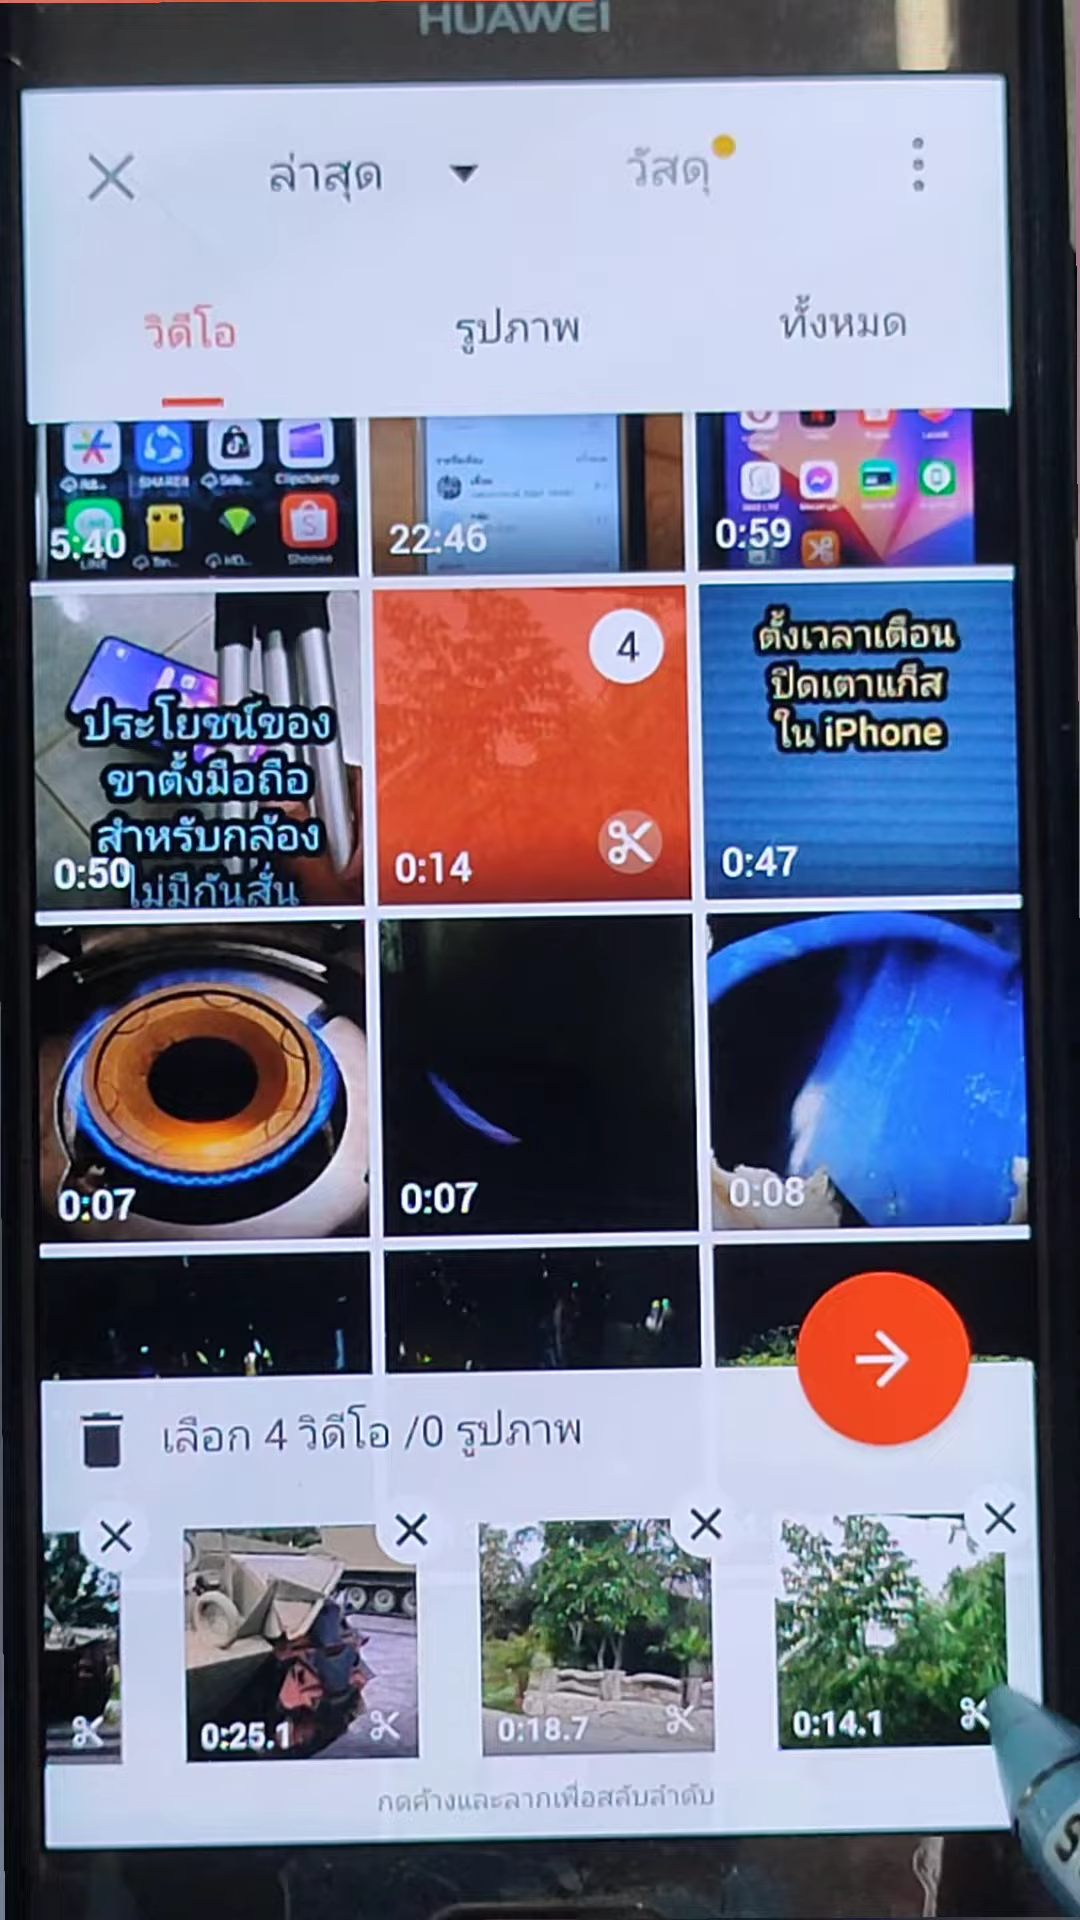 HUAWEI
ล่าสุด
วัสดุ
วิดีโอ
รูปภาพ
ทั้งหมด
SHAREit
Clipchamp
5:40
LINE
Shopee
22:46
0:59
ประโยชน์ของ
ขาตั้งมือถือ
สำหรับกล้อง
ไม่มีกันสั่น
0:50
4
0:14
ตั้งเวลาเตือน
ปิดเตาแก๊ส
ใน iPhone
0:47
0:07
0:07
0:08
เลือก 4 วิดีโอ /0 รูปภาพ
0:25.1
0:18.7
0:14.1
กดค้างและลากเพื่อสลับลำดับ